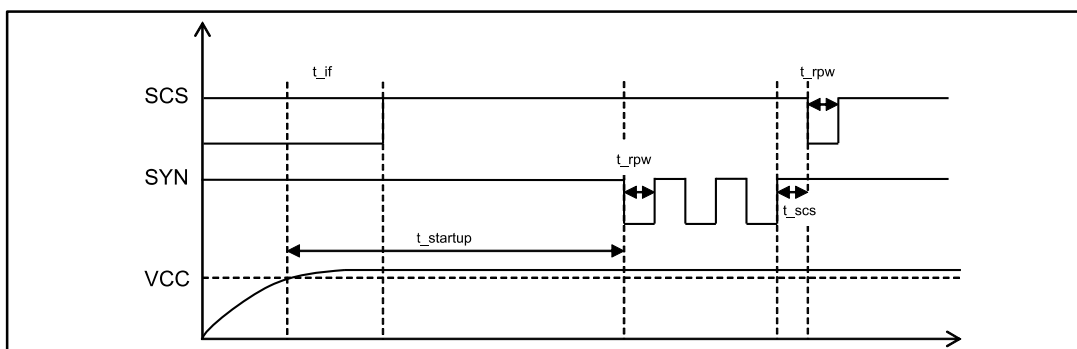 t_if
t_rpw
SCS
t_rpw
SYN
t_scs
t_startup
VCC